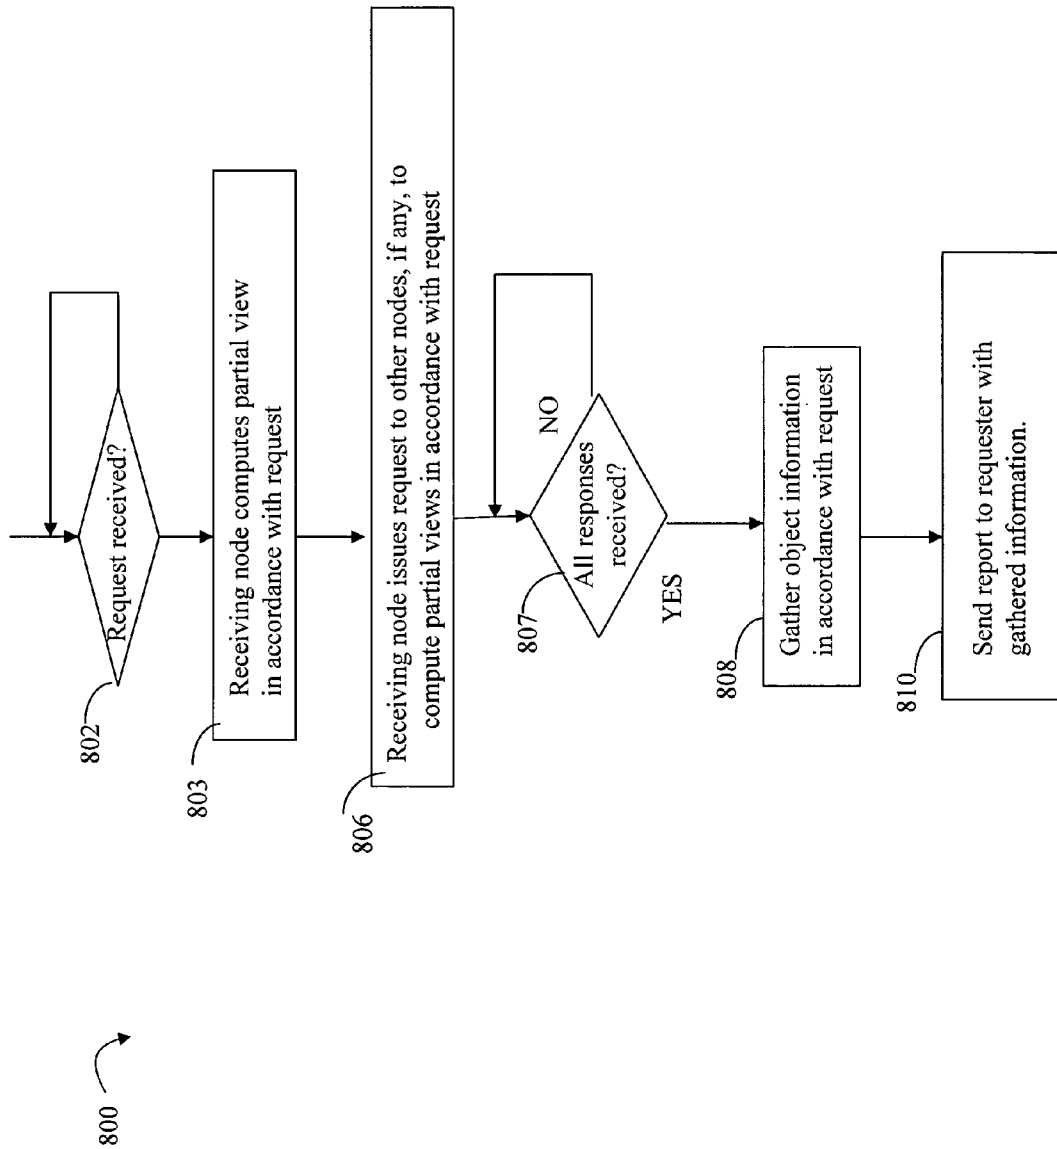 800
802
Request received?
803
Receiving node computes partial view
in accordance with request
806
Receiving node issues request to other nodes, if any, to
compute partial views in accordance with request
807
All responses
received?
NO
YES
808
Gather object information
in accordance with request
810
Send report to requester with
gathered information.